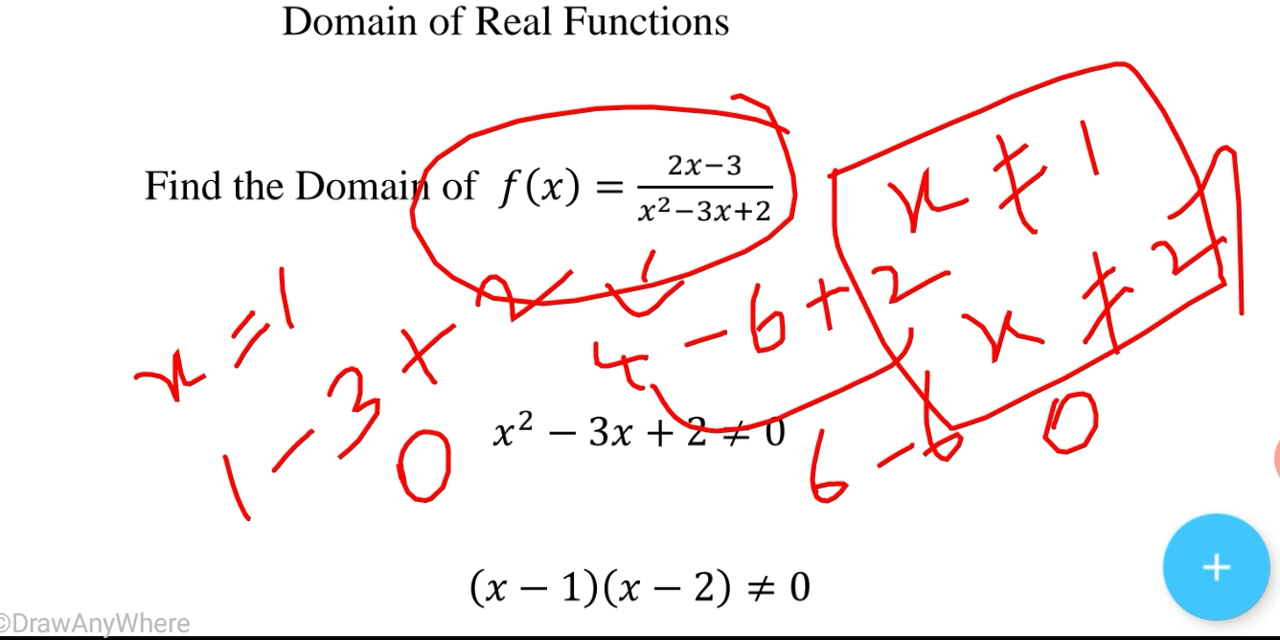 Domain of Real Functions
x ≠ 1
Find the Domain of f(x) = (2x−3)/(x²−3x+2)
x ≠ 2
x = 1
4 − 6 + 2
1 − 3 + 2
0
6 − 6
0
x² − 3x + 2 ≠ 0
(x − 1)(x − 2) ≠ 0
©DrawAnyWhere
+